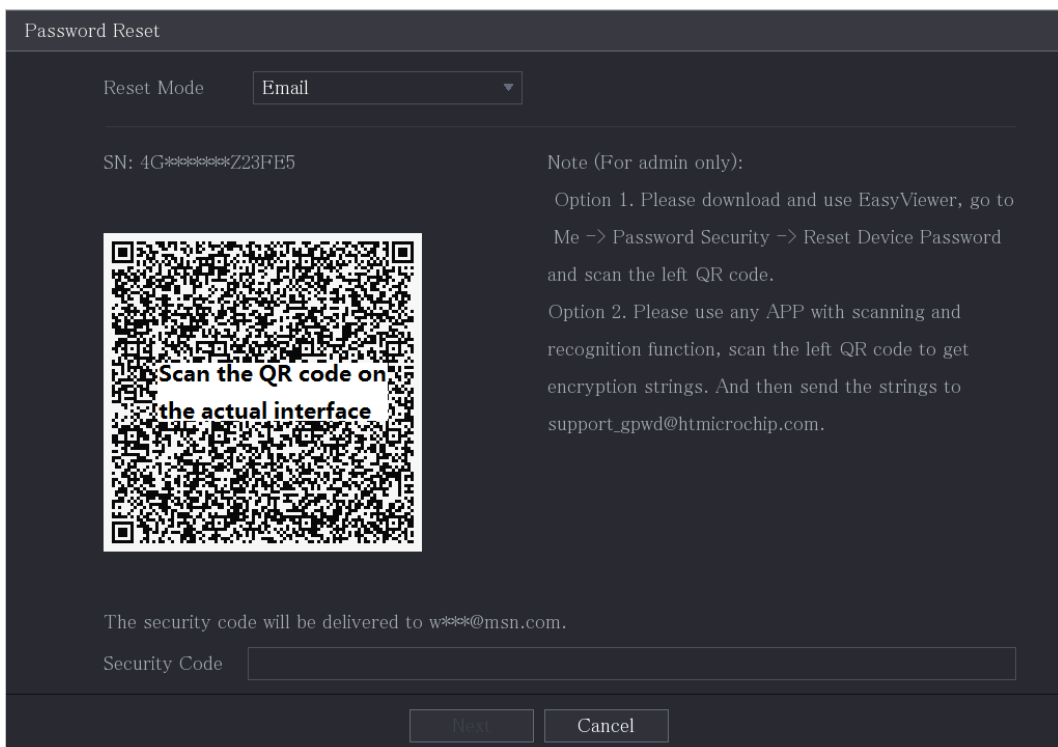 Password Reset
Reset Mode
Email
SN: 4G*******Z23FE5
Note (For admin only):
Option 1. Please download and use EasyViewer, go to
Me -> Password Security -> Reset Device Password
and scan the left QR code.
Option 2. Please use any APP with scanning and
recognition function, scan the left QR code to get
encryption strings. And then send the strings to
support_gpwd@htmicrochip.com.
Scan the QR code on
the actual interface
The security code will be delivered to w***@msn.com.
Security Code
Next
Cancel